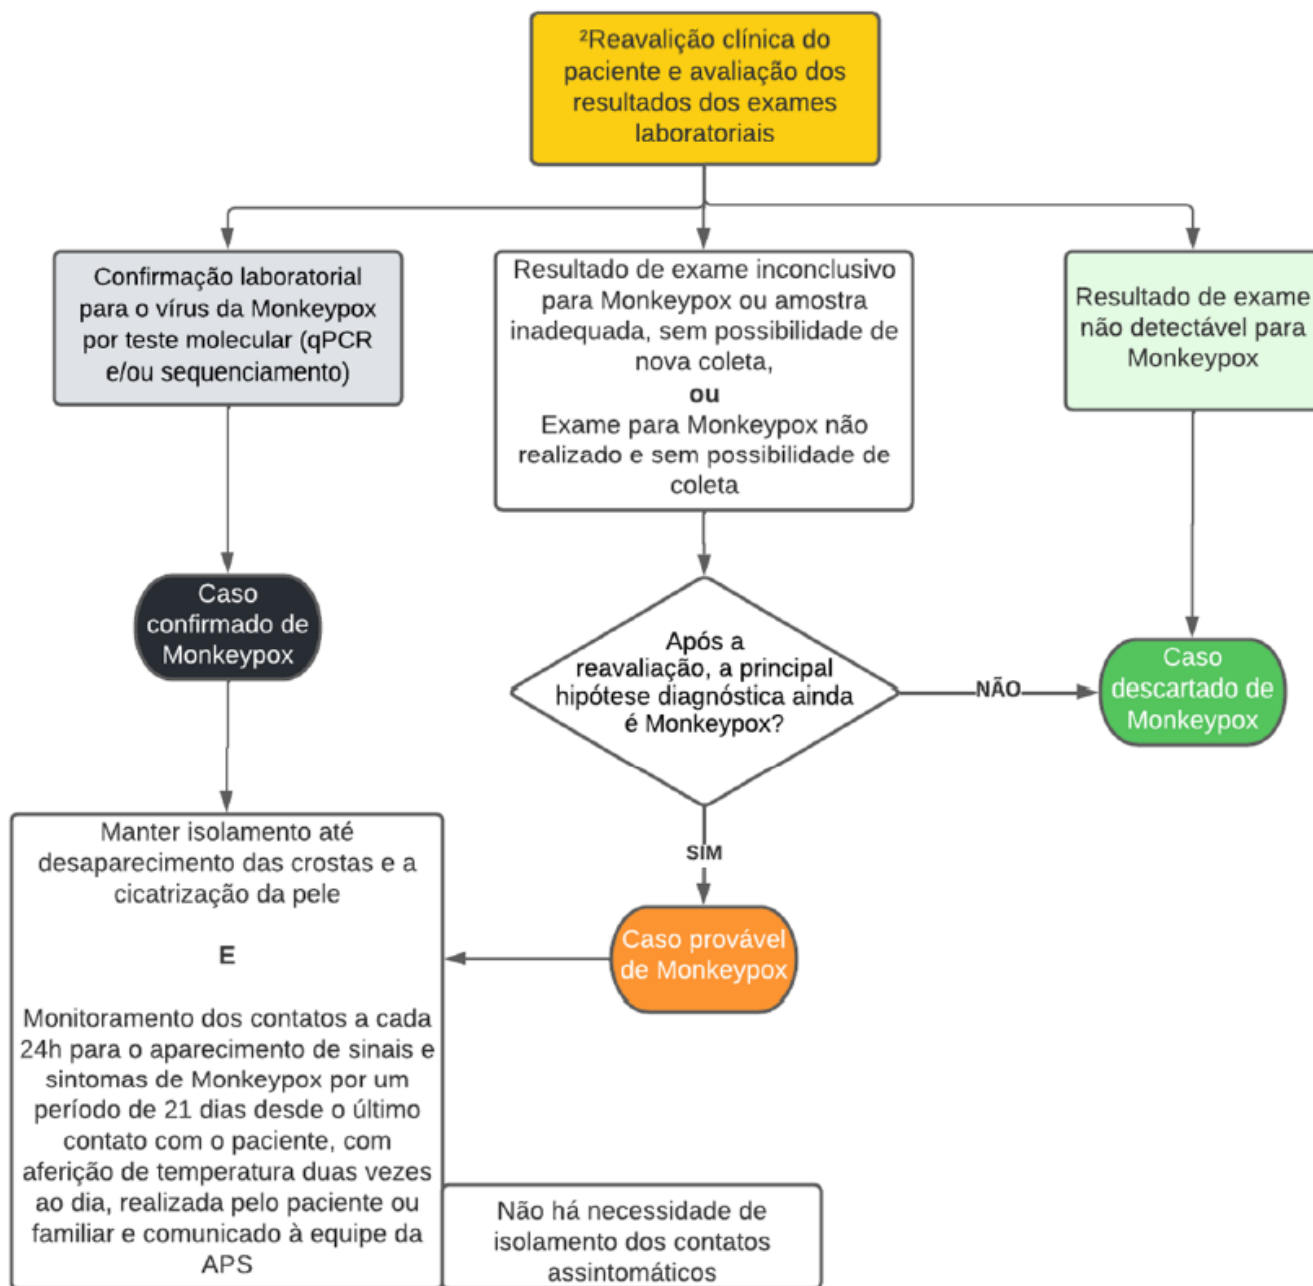 ²Reavalição clínica do
paciente e avaliação dos
resultados dos exames
laboratoriais
Confirmação laboratorial
para o vírus da Monkeypox
por teste molecular (qPCR
e/ou sequenciamento)
Resultado de exame inconclusivo
para Monkeypox ou amostra
inadequada, sem possibilidade de
nova coleta,
ou
Exame para Monkeypox não
realizado e sem possibilidade de
coleta
Resultado de exame
não detectável para
Monkeypox
Caso
confirmado de
Monkeypox
Após a
reavaliação, a principal
hipótese diagnóstica ainda
é Monkeypox?
NÃO
Caso
descartado de
Monkeypox
SIM
Caso provável
de Monkeypox
Manter isolamento até
desaparecimento das crostas e a
cicatrização da pele
E
Monitoramento dos contatos a cada
24h para o aparecimento de sinais e
sintomas de Monkeypox por um
período de 21 dias desde o último
contato com o paciente, com
aferição de temperatura duas vezes
ao dia, realizada pelo paciente ou
familiar e comunicado à equipe da
APS
Não há necessidade de
isolamento dos contatos
assintomáticos